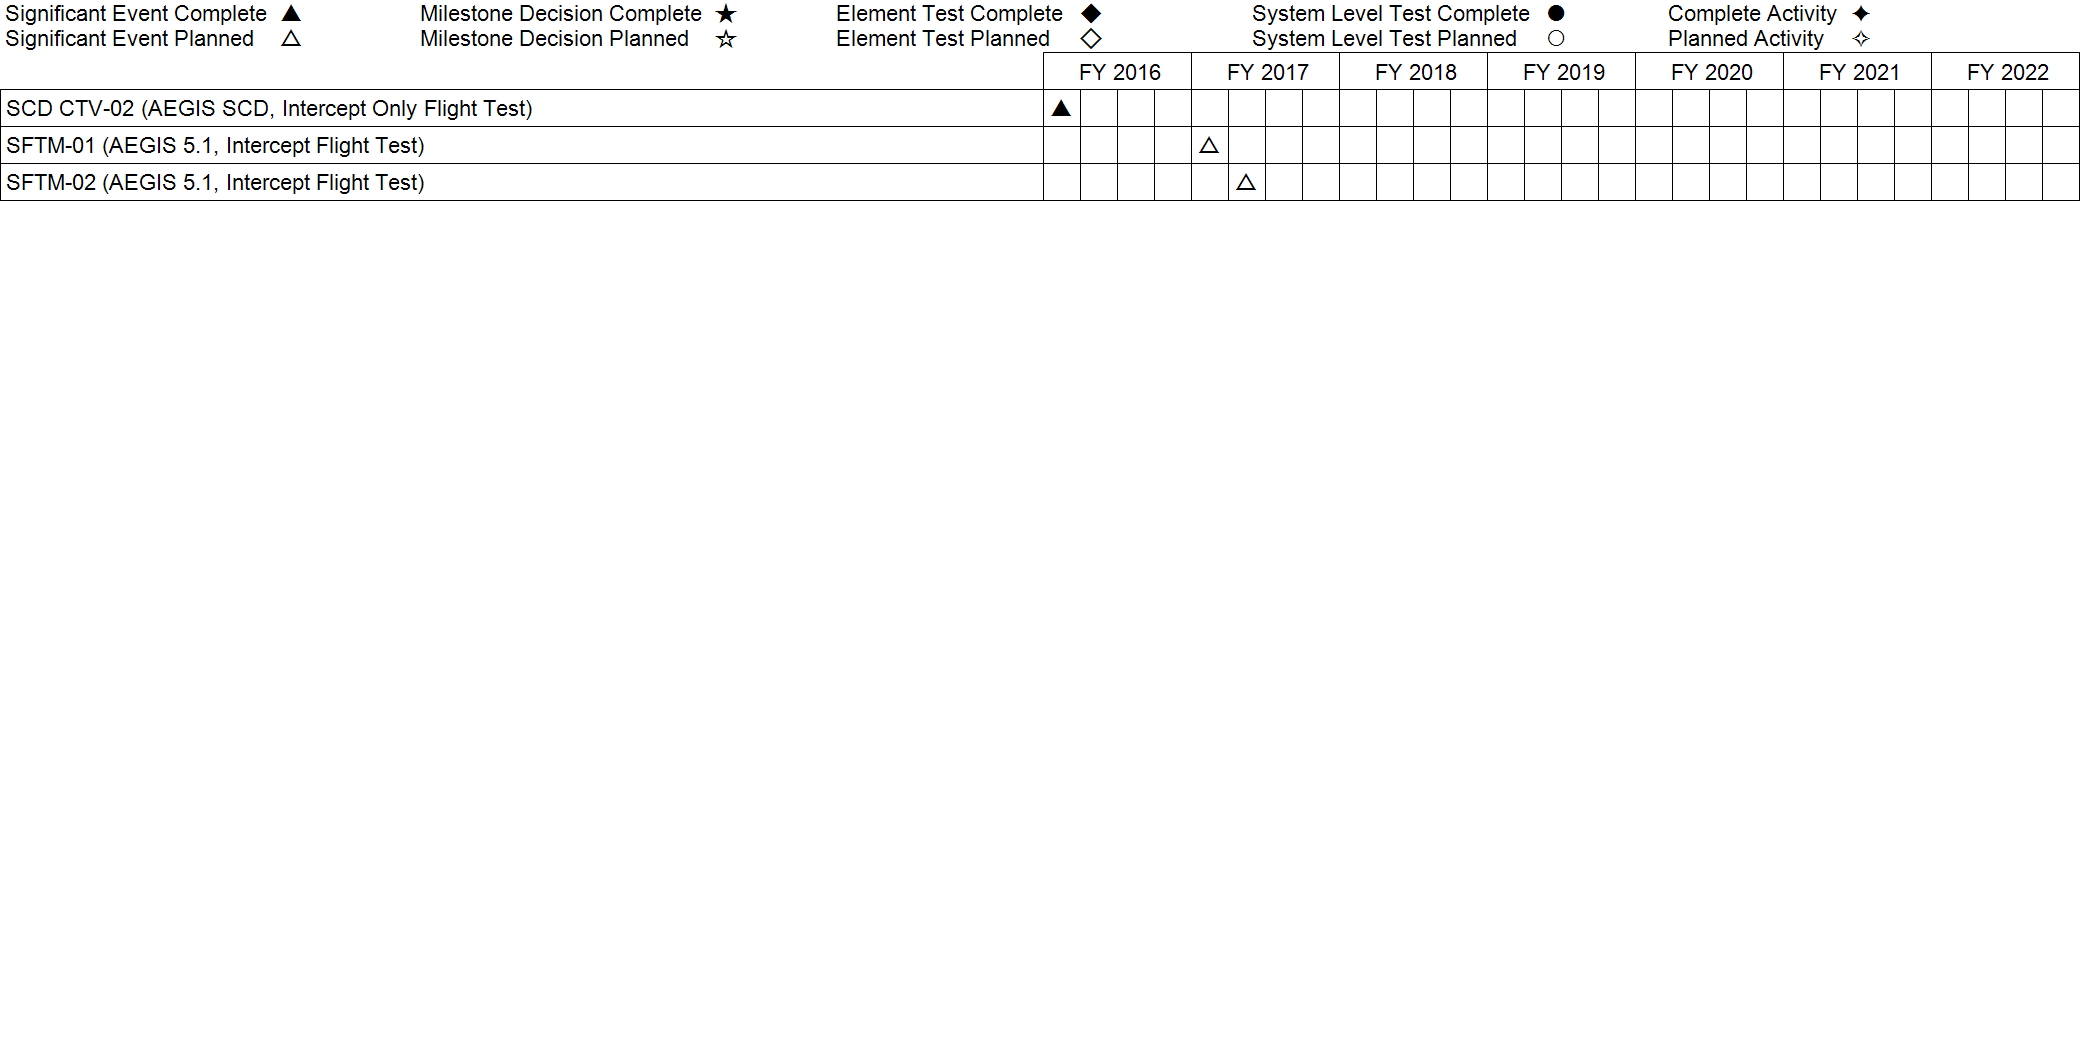 Significant Event Complete ▲ Milestone Decision Complete ★ Element Test Complete ◆ System Level Test Complete ● Complete Activity ✦
Significant Event Planned △ Milestone Decision Planned ☆ Element Test Planned ◇ System Level Test Planned ○ Planned Activity ✧
FY 2016 FY 2017 FY 2018 FY 2019 FY 2020 FY 2021 FY 2022
SCD CTV-02 (AEGIS SCD, Intercept Only Flight Test) ▲
SFTM-01 (AEGIS 5.1, Intercept Flight Test) △
SFTM-02 (AEGIS 5.1, Intercept Flight Test) △